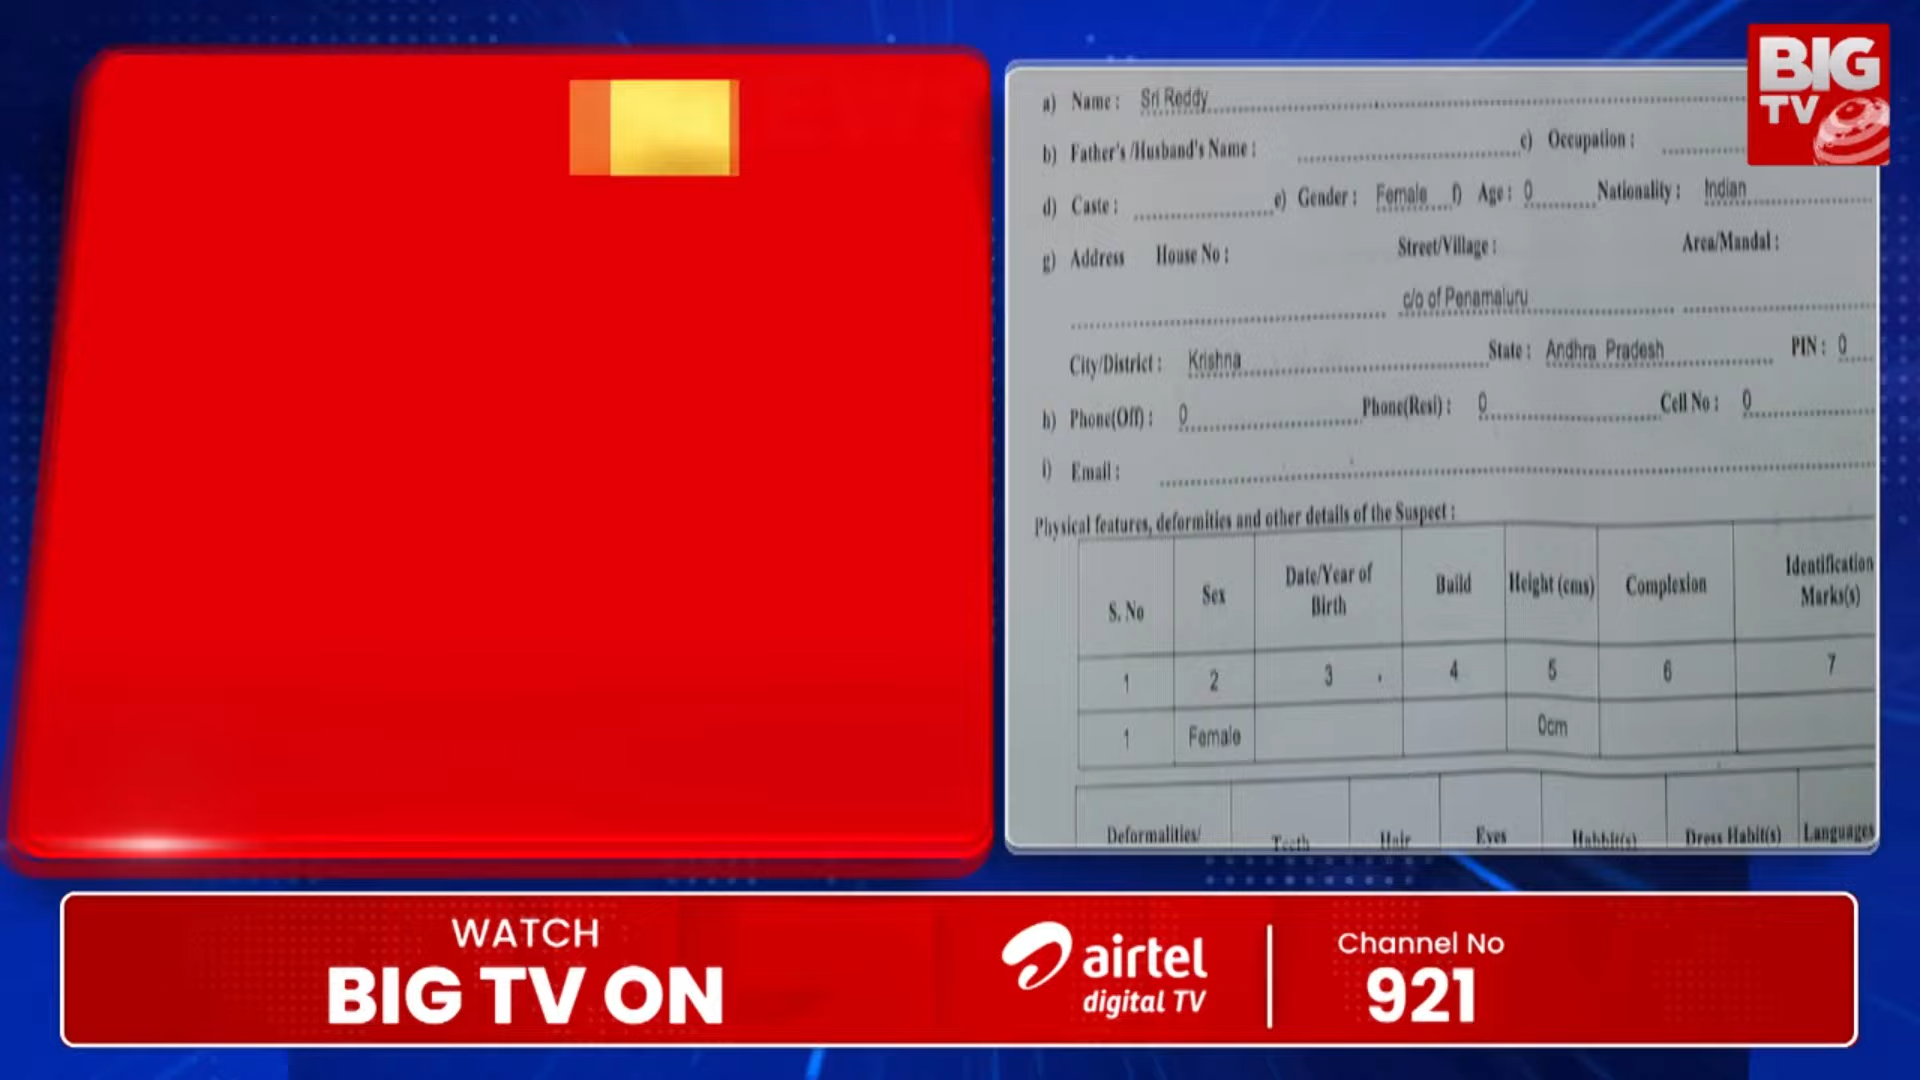 BIG
TV
a) Name : Sri Reddy
b) Father's /Husband's Name : c) Occupation :
d) Caste : e) Gender : Female f) Age : 0 Nationality : Indian
g) Address House No : Street/Village : Area/Mandal :
c/o of Penamaluru
City/District : Krishna State : Andhra Pradesh PIN : 0
h) Phone(Off) : 0 Phone(Resi) : 0 Cell No : 0
i) Email :
Physical features, deformities and other details of the Suspect :
S. No Sex Date/Year of Birth Build Height (cms) Complexion Identification Marks(s)
1 2 3 4 5 6 7
1 Female 0cm
Deformalities/ Teeth Hair Eyes Habbit(s) Dress Habit(s) Languages
WATCH
BIG TV ON
airtel
digital TV
Channel No
921